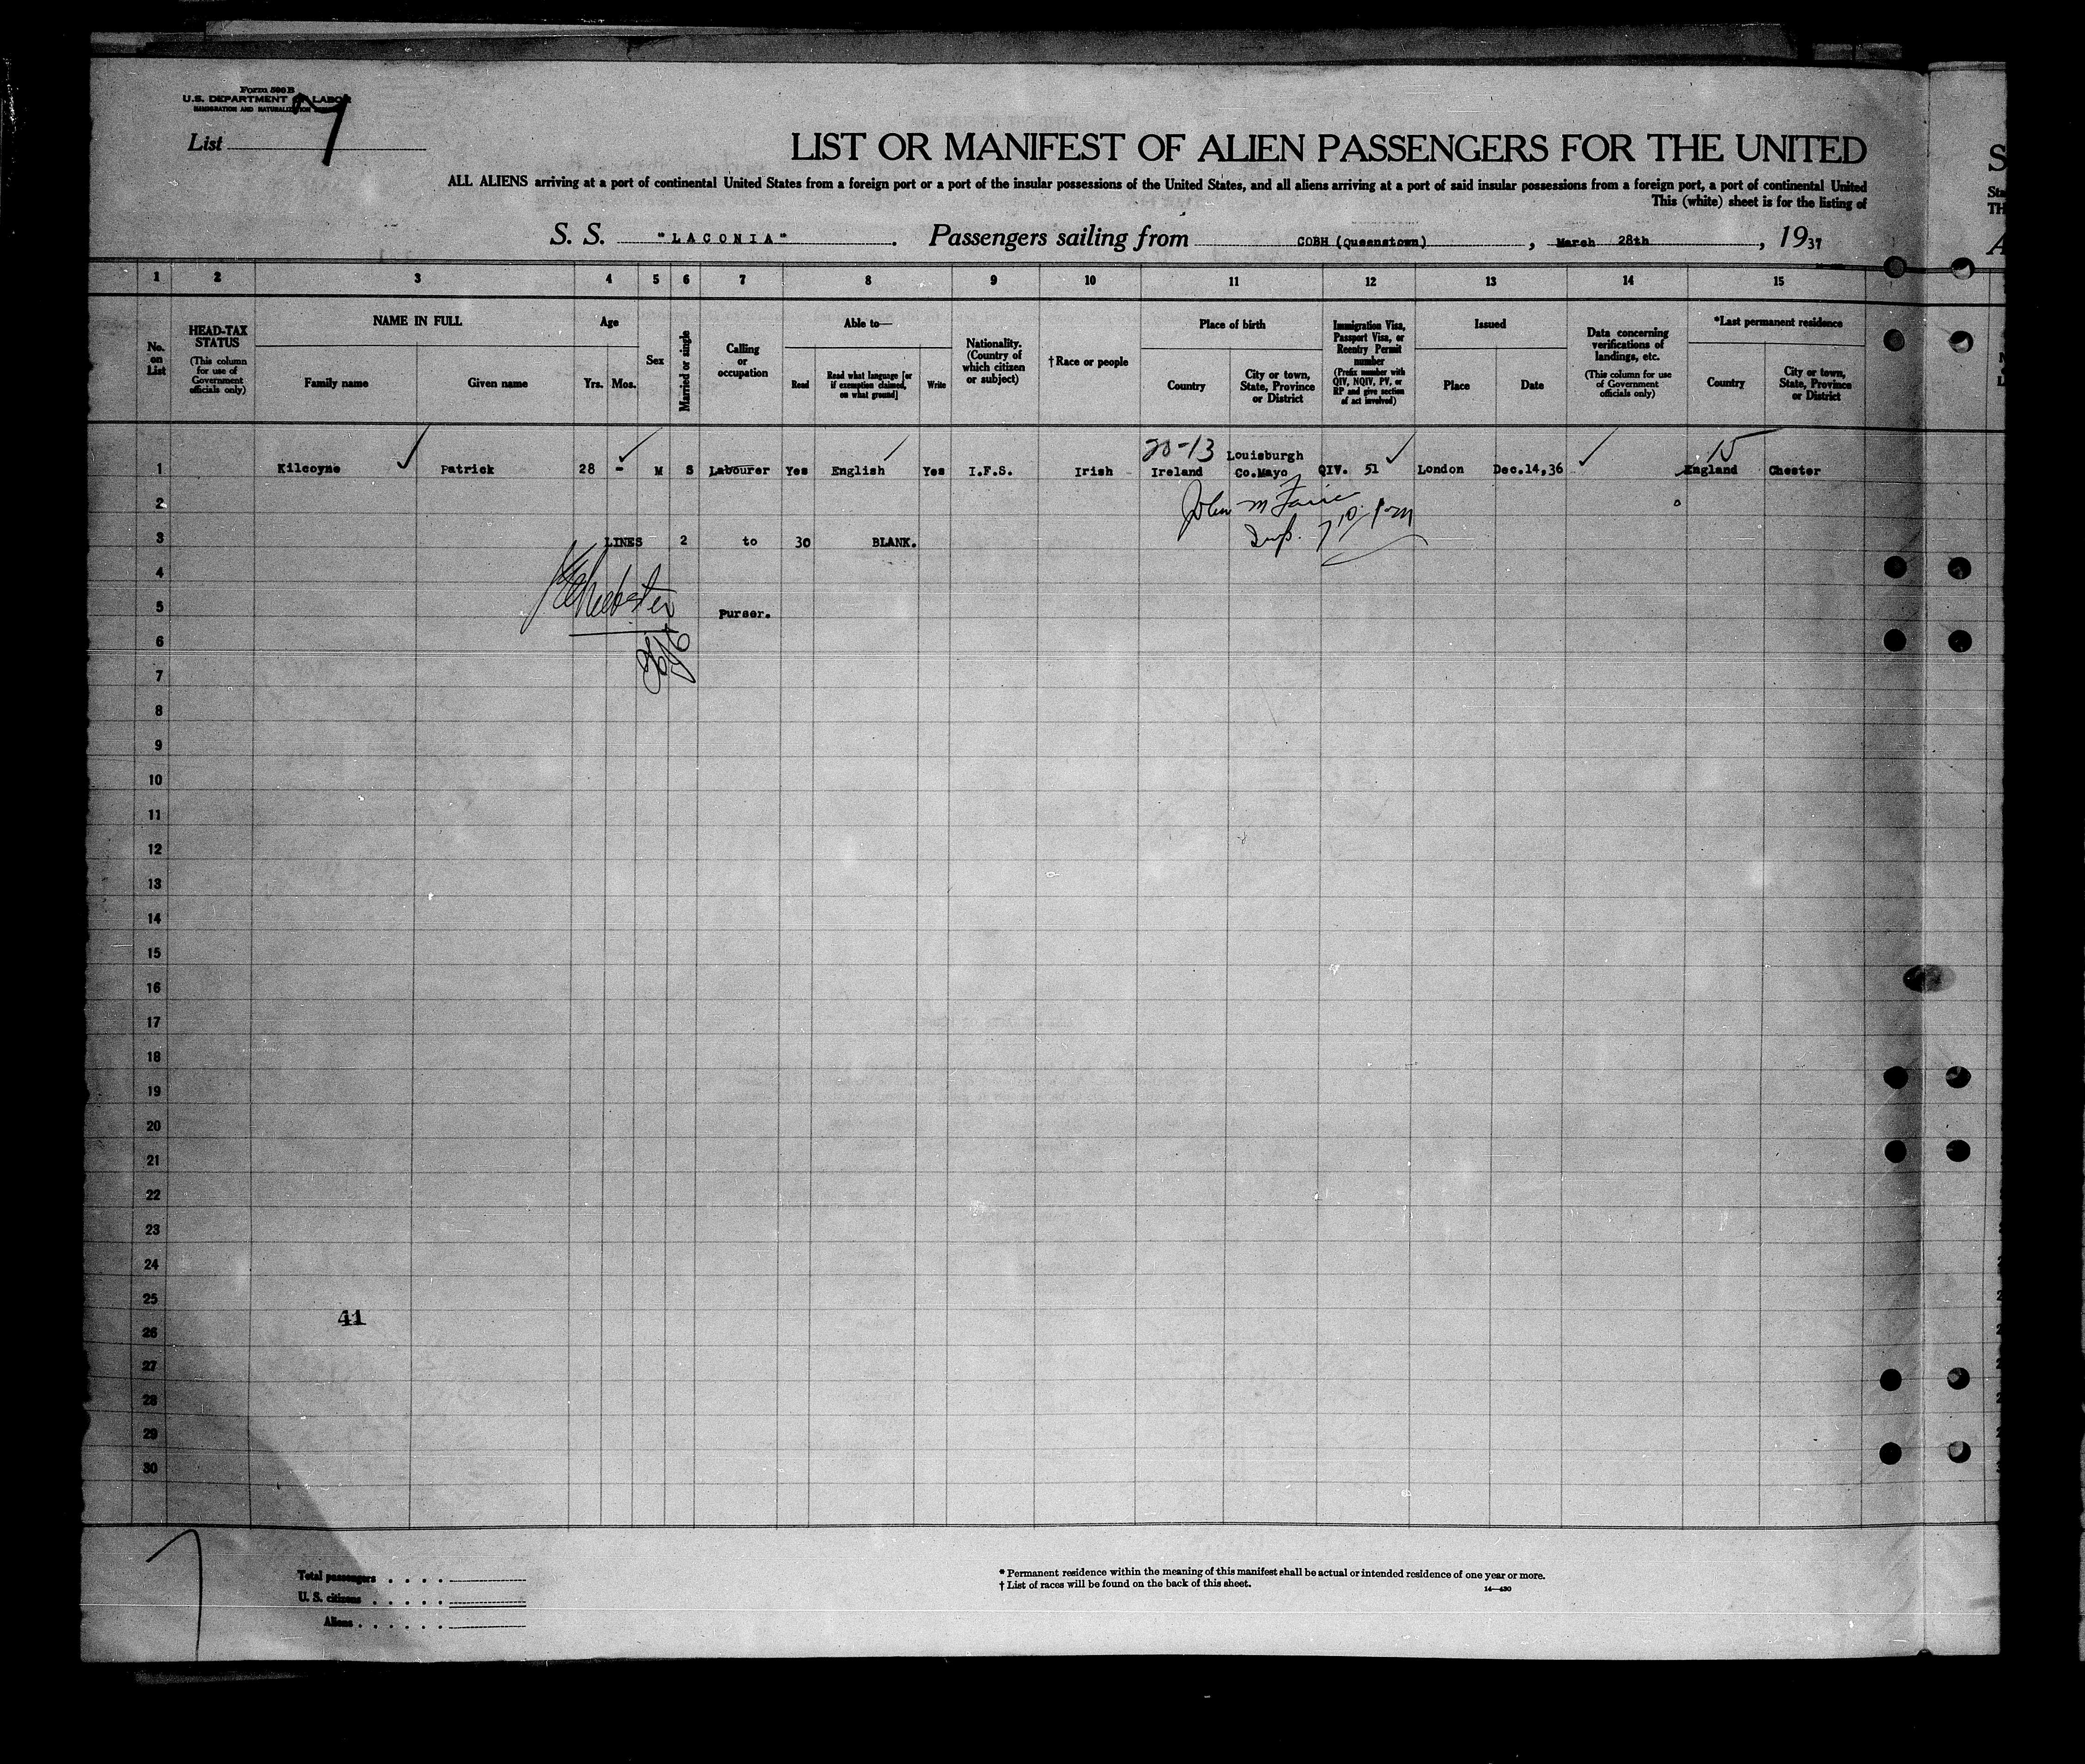 Form 500 B
U.S. DEPARTMENT OF LABOR
IMMIGRATION AND NATURALIZATION SERVICE
List 7
LIST OR MANIFEST OF ALIEN PASSENGERS FOR THE UNITED
ALL ALIENS arriving at a port of continental United States from a foreign port or a port of the insular possessions of the United States, and all aliens arriving at a port of said insular possessions from a foreign port, a port of continental United
This (white) sheet is for the listing of
S. S. "LACONIA". Passengers sailing from COBH (Queenstown), March 28th, 1937
1 2 3 4 5 6 7 8 9 10 11 12 13 14 15
No. on List
HEAD-TAX STATUS
(This column for use of Government officials only)
NAME IN FULL
Family name
Given name
Age
Yrs. Mos.
Sex
Married or single
Calling or occupation
Able to—
Read
Read what language [or if exemption claimed, on what ground]
Write
Nationality. (Country of which citizen or subject)
†Race or people
Place of birth
Country
City or town, State, Province or District
Immigration Visa, Passport Visa, or Reentry Permit number
(Prefix number with QIV, NQIV, PV, or RP and give section of act involved)
Issued
Place
Date
Data concerning verifications of landings, etc.
(This column for use of Government officials only)
*Last permanent residence
Country
City or town, State, Province or District
20-13 Louisburgh 15
1 Kilcoyne Patrick 28 - M S Labourer Yes English Yes I.F.S. Irish Ireland Co.Mayo QIV. 51 London Dec.14,36 England Chester
2 John M
3 LINES 2 to 30 BLANK.
4
5 Purser.
6
7
8
9
10
11
12
13
14
15
16
17
18
19
20
21
22
23
24
25
41
26
27
28
29
30
Total passengers . . . .
U. S. citizens . . . . .
Aliens . . . . . .
* Permanent residence within the meaning of this manifest shall be actual or intended residence of one year or more.
† List of races will be found on the back of this sheet.
14—430